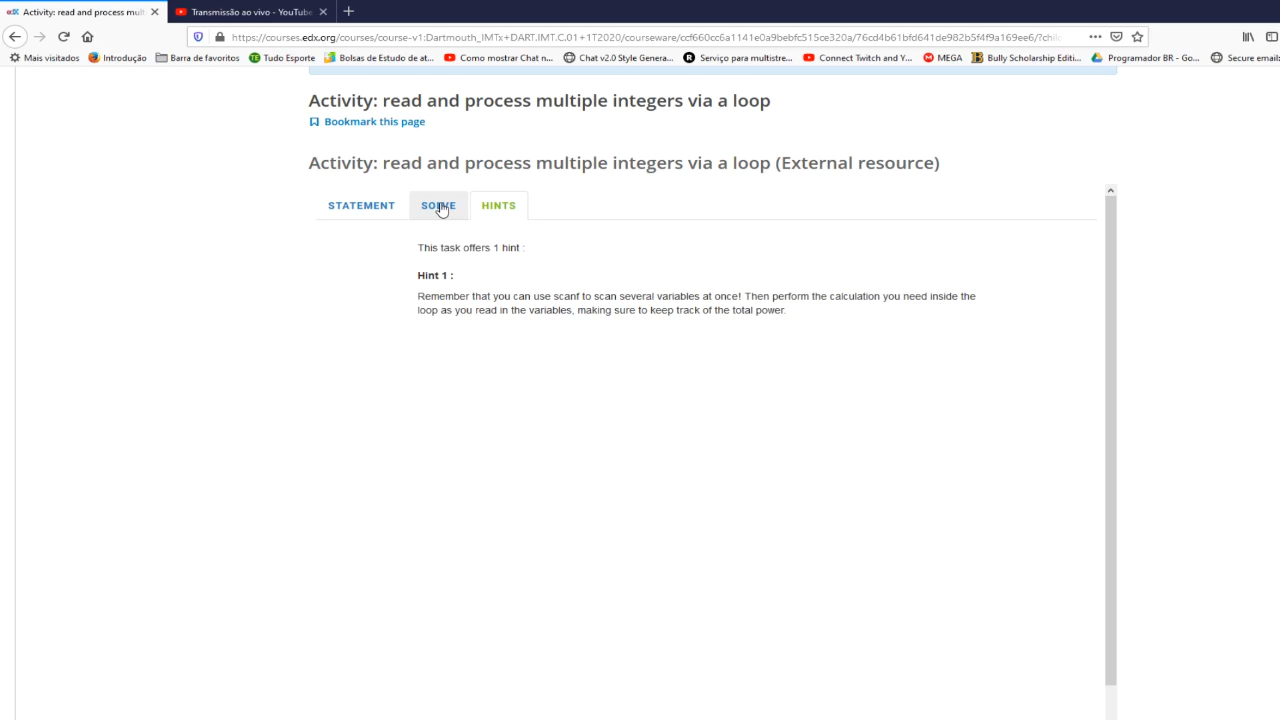 Activity: read and process mult
Transmissão ao vivo - YouTube
https://courses.edx.org/courses/course-v1:Dartmouth_IMTx+DART.IMT.C.01+1T2020/courseware/ccf660cc6a1141e0a9bebfc515ce320a/76cd4b61bfd641de982b5f4f9a169ee6/?chil
Mais visitados Introdução Barra de favoritos Tudo Esporte Bolsas de Estudo de at... Como mostrar Chat n... Chat v2.0 Style Genera... Serviço para multistre... Connect Twitch and Y... MEGA Bully Scholarship Editi... Programador BR - Go... Secure email:
Activity: read and process multiple integers via a loop
Bookmark this page
Activity: read and process multiple integers via a loop (External resource)
STATEMENT SOLVE HINTS
This task offers 1 hint :
Hint 1 :
Remember that you can use scanf to scan several variables at once! Then perform the calculation you need inside the
loop as you read in the variables, making sure to keep track of the total power.